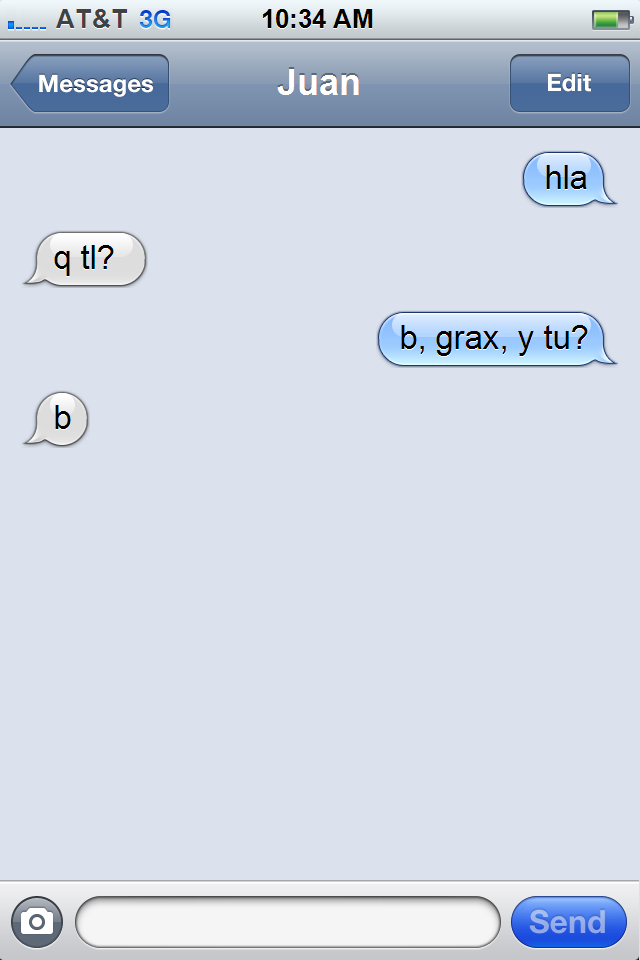 AT&T 3G 10:34 AM
Messages Juan Edit
hla
q tl?
b, grax, y tu?
b
Send